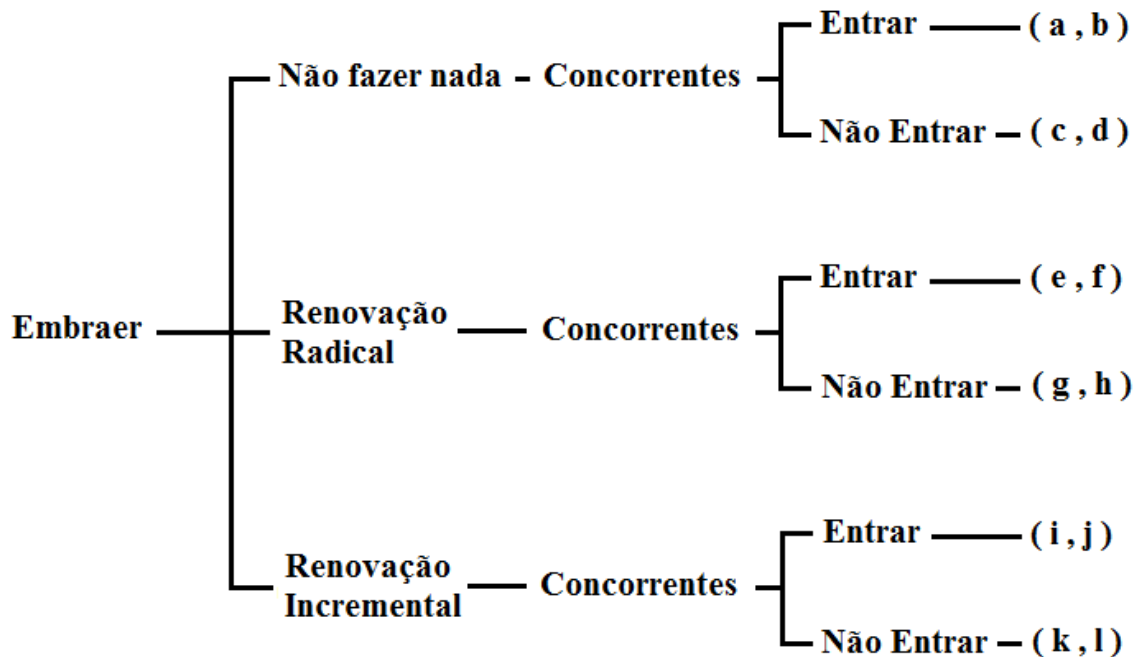 Entrar ( a , b )
Não fazer nada Concorrentes
Não Entrar ( c , d )
Entrar ( e , f )
Embraer
Renovação
Radical
Concorrentes
Não Entrar ( g , h )
Entrar ( i , j )
Renovação
Incremental
Concorrentes
Não Entrar ( k , l )